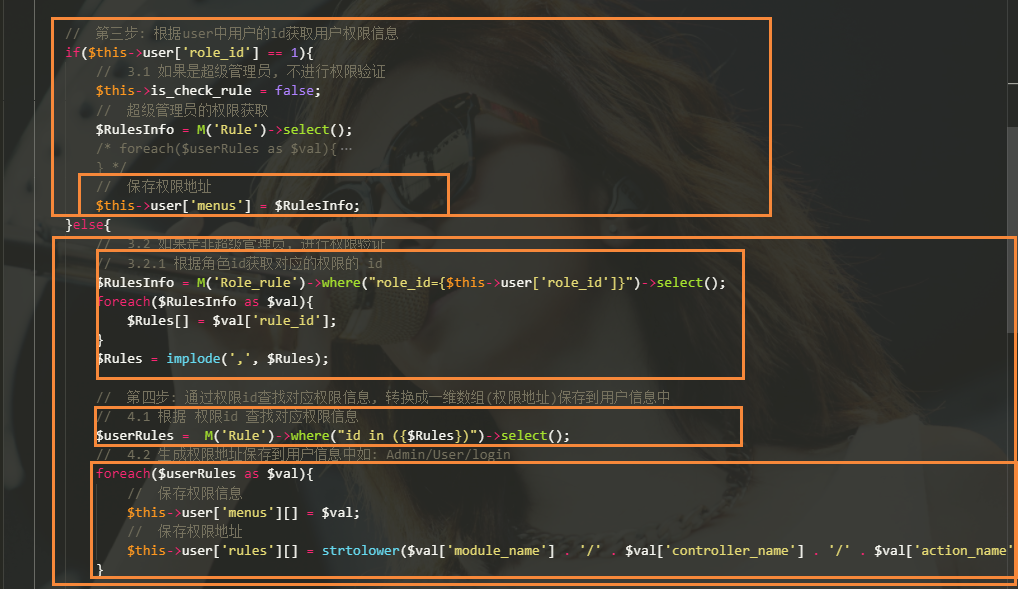 // 第三步: 根据user中用户的id获取用户权限信息
if($this->user['role_id'] == 1){
// 3.1 如果是超级管理员, 不进行权限验证
$this->is_check_rule = false;
// 超级管理员的权限获取
$RulesInfo = M('Rule')->select();
/* foreach($userRules as $val){⋯
} */
// 保存权限地址
$this->user['menus'] = $RulesInfo;
}else{
// 3.2 如果是非超级管理员, 进行权限验证
// 3.2.1 根据角色id获取对应的权限的 id
$RulesInfo = M('Role_rule')->where("role_id={$this->user['role_id']}")->select();
foreach($RulesInfo as $val){
$Rules[] = $val['rule_id'];
}
$Rules = implode(',', $Rules);
// 第四步: 通过权限id查找对应权限信息, 转换成一维数组(权限地址)保存到用户信息中
// 4.1 根据 权限id 查找对应权限信息
$userRules = M('Rule')->where("id in ({$Rules})")->select();
// 4.2 生成权限地址保存到用户信息中如: Admin/User/login
foreach($userRules as $val){
// 保存权限信息
$this->user['menus'][] = $val;
// 保存权限地址
$this->user['rules'][] = strtolower($val['module_name'] . '/' . $val['controller_name'] . '/' . $val['action_name'
}